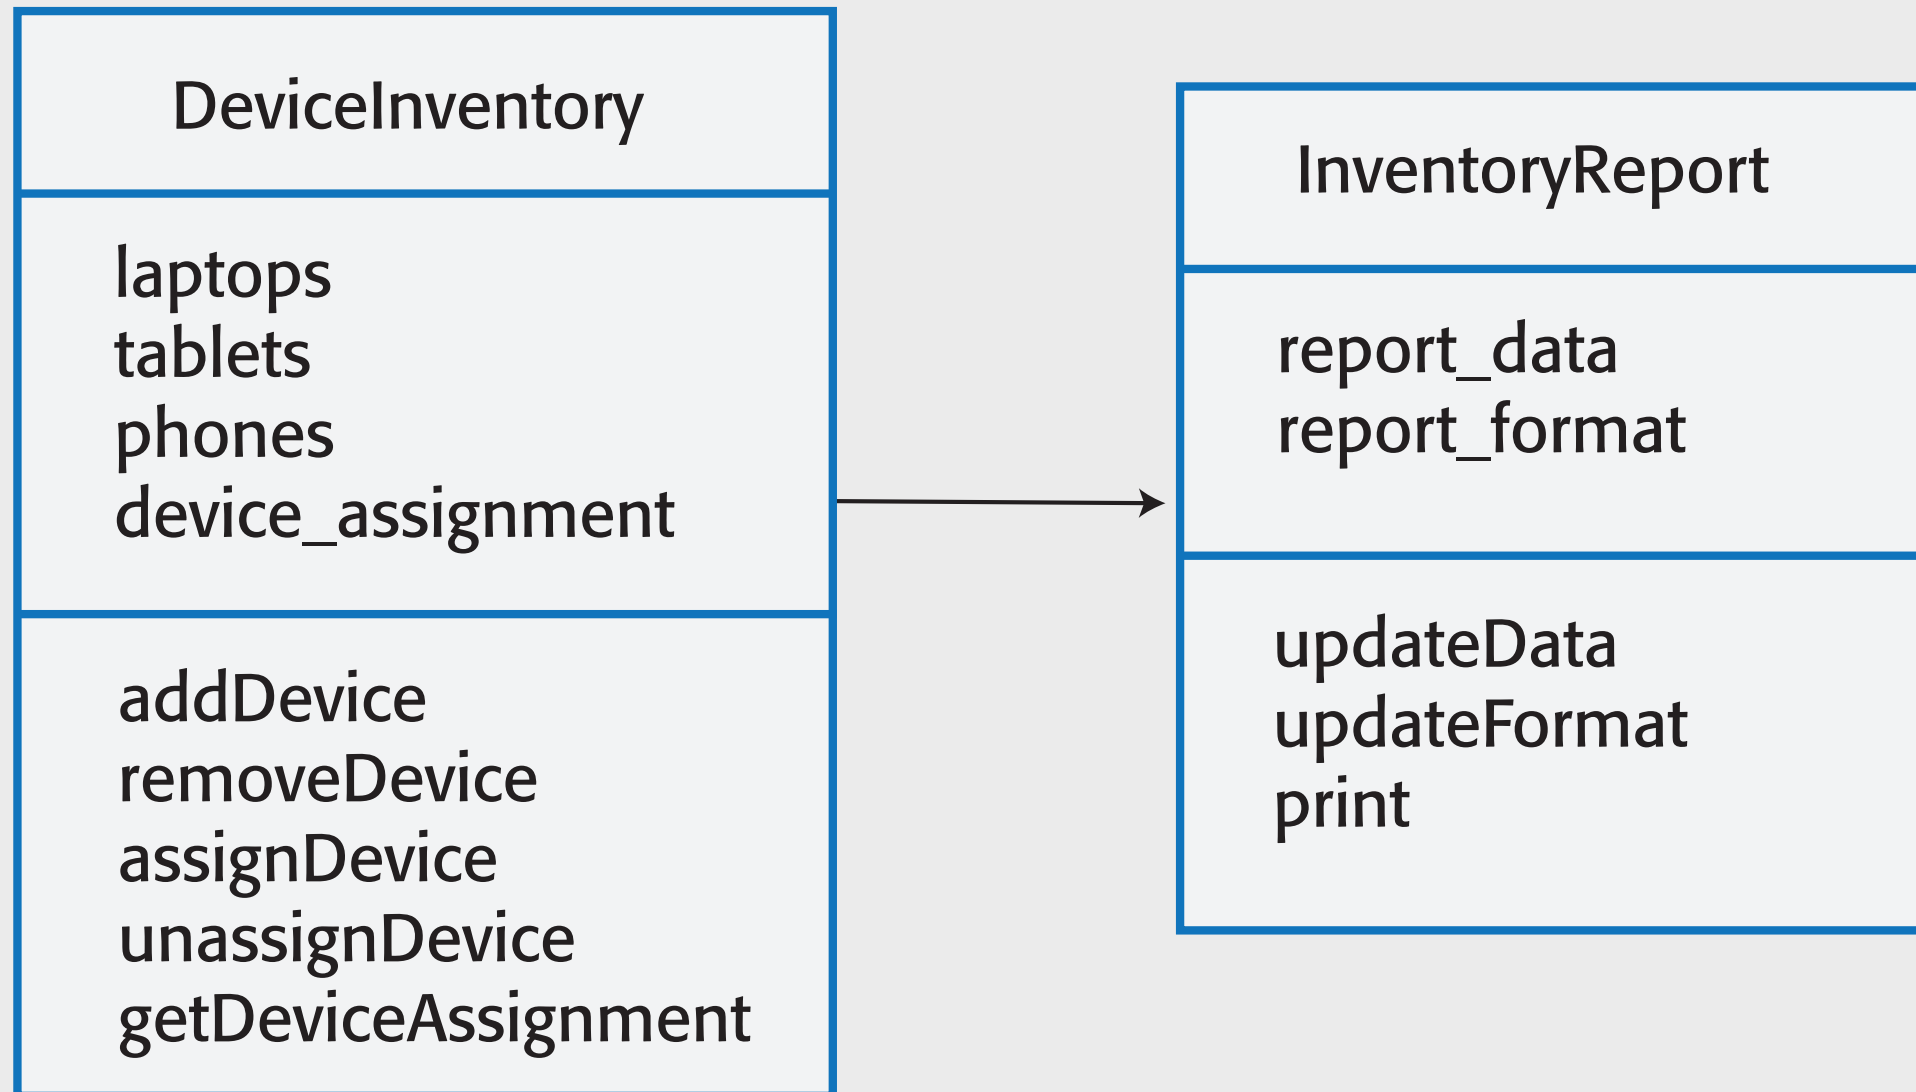 DeviceInventory
laptops
tablets
phones
device_assignment
addDevice
removeDevice
assignDevice
unassignDevice
getDeviceAssignment
InventoryReport
report_data
report_format
updateData
updateFormat
print